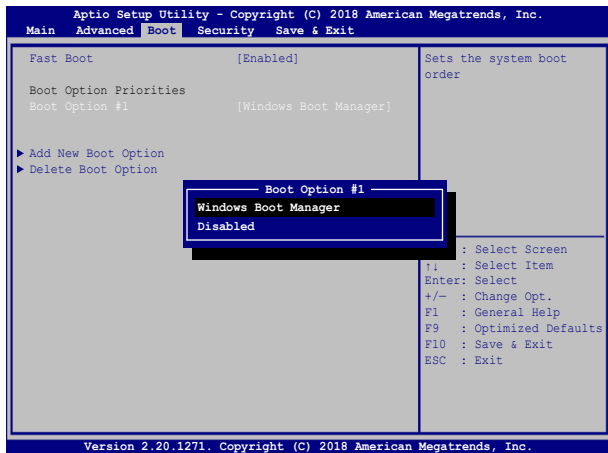 Aptio Setup Utility - Copyright (C) 2018 American Megatrends, Inc.
Main Advanced Boot Security Save & Exit
Fast Boot [Enabled]
Boot Option Priorities
Boot Option #1 [Windows Boot Manager]
▶ Add New Boot Option
▶ Delete Boot Option
Boot Option #1
Windows Boot Manager
Disabled
Sets the system boot
order
: Select Screen
↑↓ : Select Item
Enter: Select
+/— : Change Opt.
F1 : General Help
F9 : Optimized Defaults
F10 : Save & Exit
ESC : Exit
Version 2.20.1271. Copyright (C) 2018 American Megatrends, Inc.